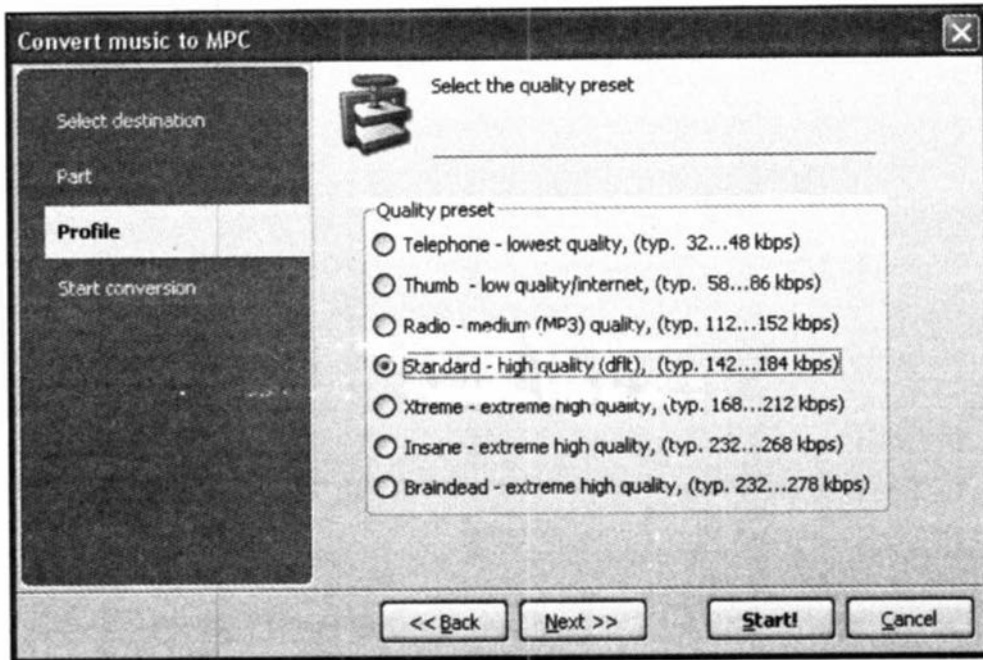 Convert music to MPC
Select destination
Part
Profile
Start conversion
Select the quality preset
Quality preset
Telephone - lowest quality, (typ. 32...48 kbps)
Thumb - low quality/internet, (typ. 58...86 kbps)
Radio - medium (MP3) quality, (typ. 112...152 kbps)
Standard - high quality (dflt), (typ. 142...184 kbps)
Xtreme - extreme high quality, (typ. 168...212 kbps)
Insane - extreme high quality, (typ. 232...268 kbps)
Braindead - extreme high quality, (typ. 232...278 kbps)
<< Back Next >> Start! Cancel